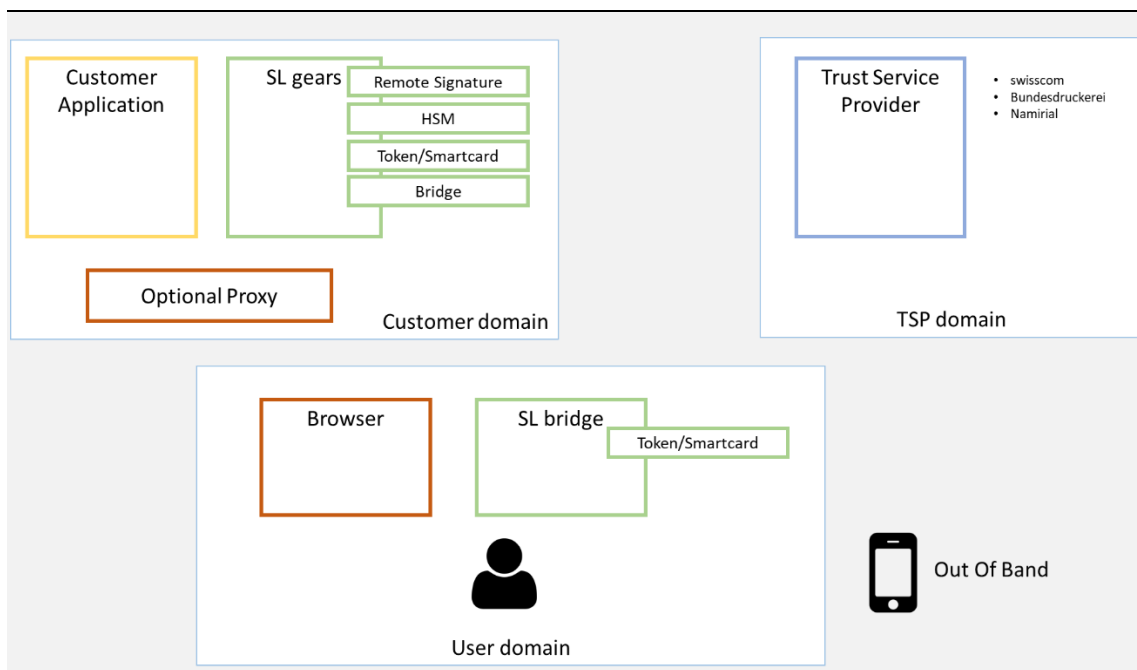 Customer
Application
SL gears
Remote Signature
HSM
Token/Smartcard
Bridge
Optional Proxy
Customer domain
Trust Service
Provider
• swisscom
• Bundesdruckerei
• Namirial
TSP domain
Browser
SL bridge
Token/Smartcard
User domain
Out Of Band